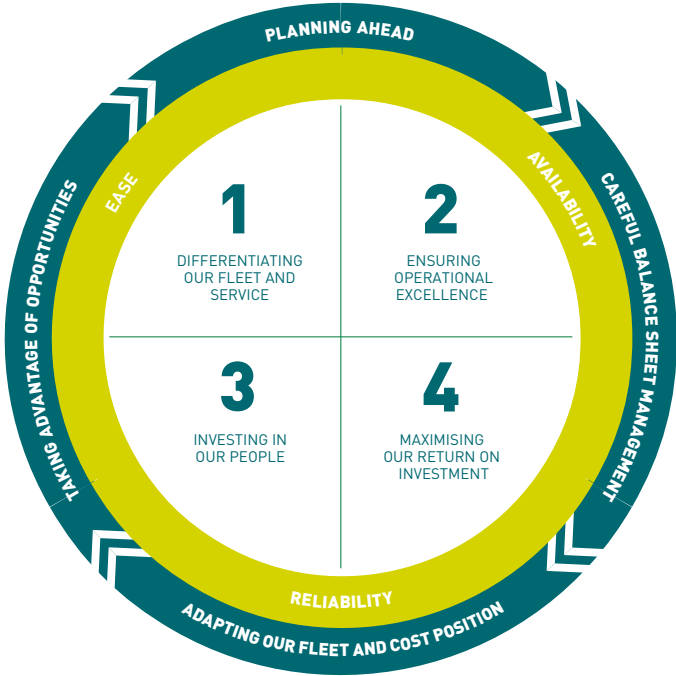 PLANNING AHEAD
EASE
AVAILABILITY
TAKING ADVANTAGE OF OPPORTUNITIES
CAREFUL BALANCE SHEET MANAGEMENT
1
DIFFERENTIATING
OUR FLEET AND
SERVICE
2
ENSURING
OPERATIONAL
EXCELLENCE
3
INVESTING IN
OUR PEOPLE
4
MAXIMISING
OUR RETURN ON
INVESTMENT
RELIABILITY
ADAPTING OUR FLEET AND COST POSITION